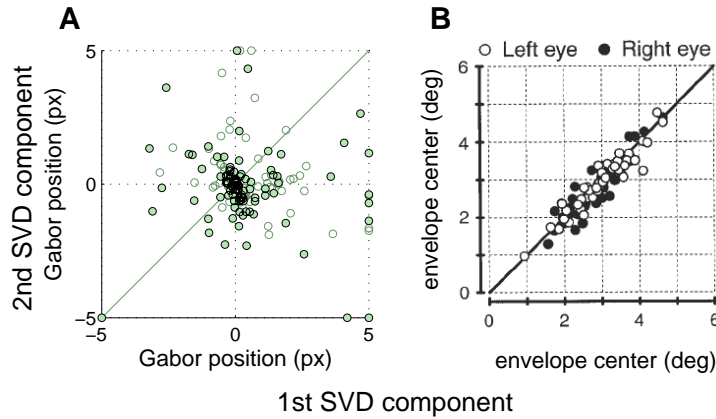 A
B
Left eye Right eye
2nd SVD component
Gabor position (px)
5
0
−5
−5 0 5
Gabor position (px)
envelope center (deg)
6
4
2
0
0 2 4 6
envelope center (deg)
1st SVD component